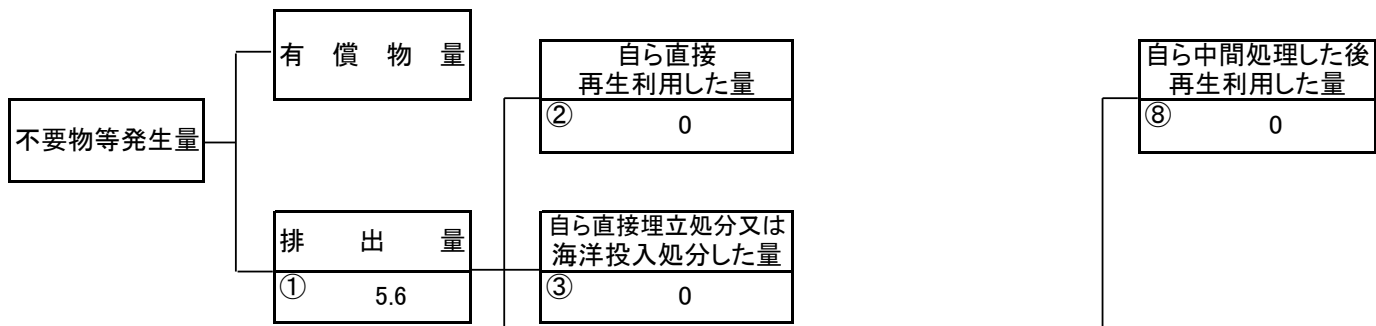 有償物量
自ら直接
再生利用した量
② 0
自ら中間処理した後
再生利用した量
⑧ 0
不要物等発生量
排出量
① 5.6
自ら直接埋立処分又は
海洋投入処分した量
③ 0